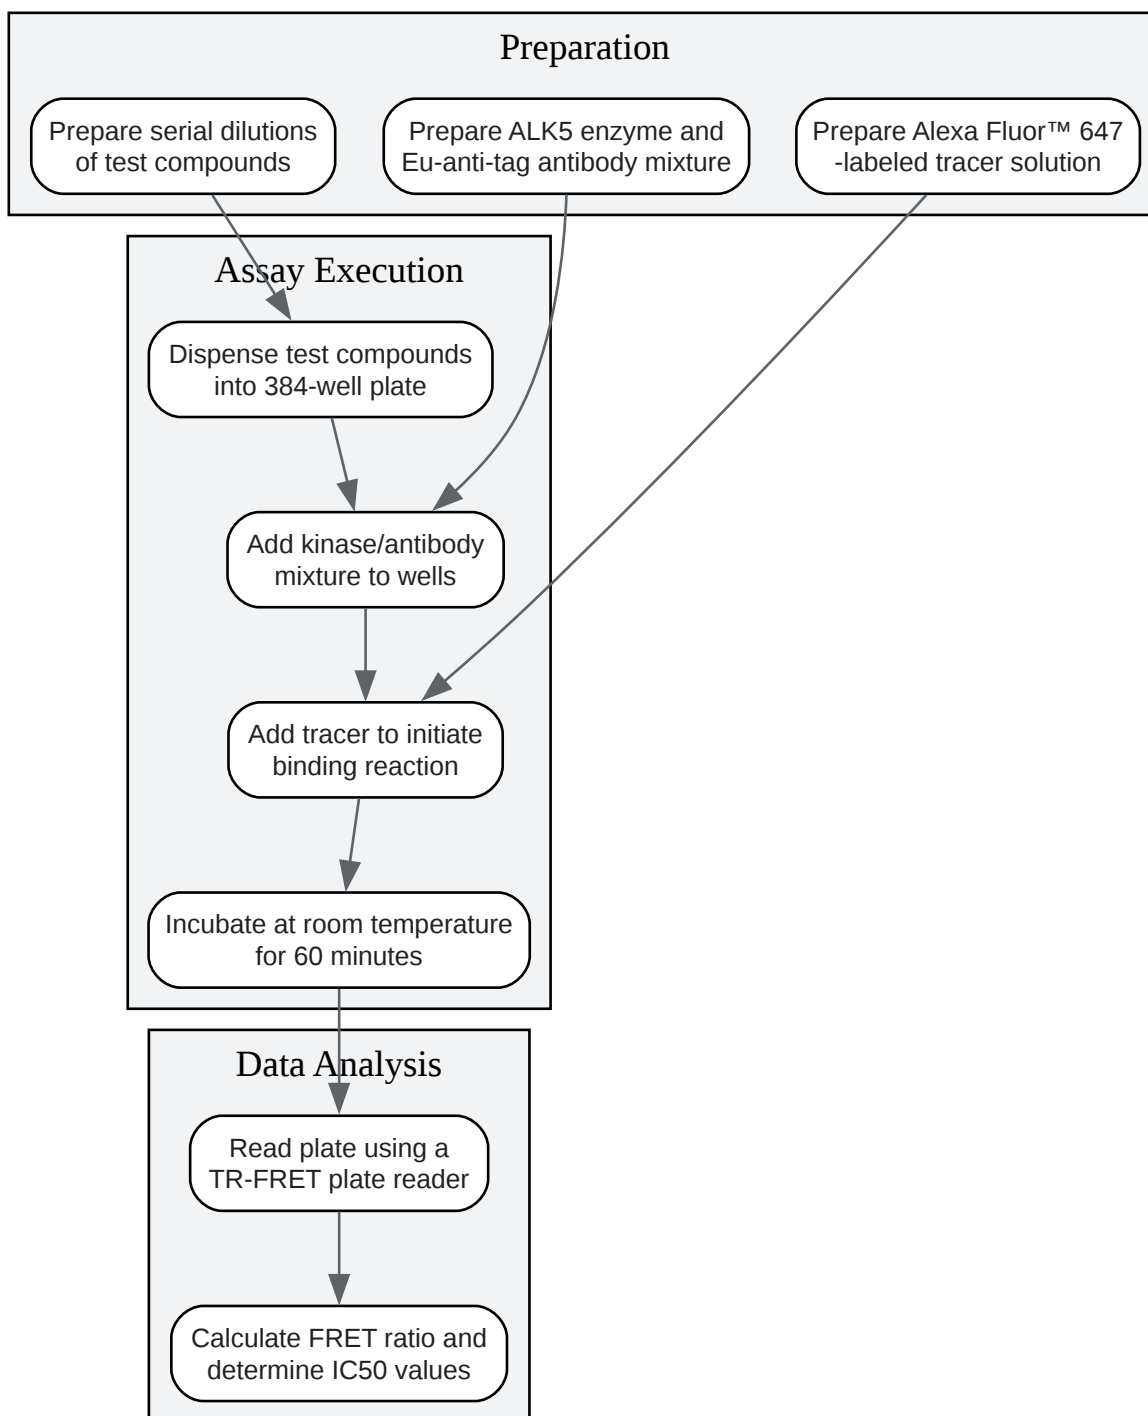 Preparation
Prepare serial dilutions
of test compounds
Prepare ALK5 enzyme and
Eu-anti-tag antibody mixture
Prepare Alexa Fluor™ 647
-labeled tracer solution
Assay Execution
Dispense test compounds
into 384-well plate
Add kinase/antibody
mixture to wells
Add tracer to initiate
binding reaction
Incubate at room temperature
for 60 minutes
Data Analysis
Read plate using a
TR-FRET plate reader
Calculate FRET ratio and
determine IC50 values